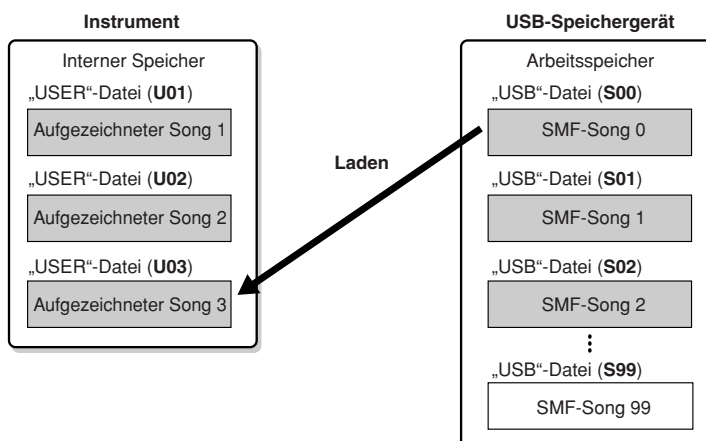 Instrument
Interner Speicher
„USER“-Datei (U01)
Aufgezeichneter Song 1
„USER“-Datei (U02)
Aufgezeichneter Song 2
„USER“-Datei (U03)
Aufgezeichneter Song 3
Laden
USB-Speichergerät
Arbeitsspeicher
„USB“-Datei (S00)
SMF-Song 0
„USB“-Datei (S01)
SMF-Song 1
„USB“-Datei (S02)
SMF-Song 2
„USB“-Datei (S99)
SMF-Song 99